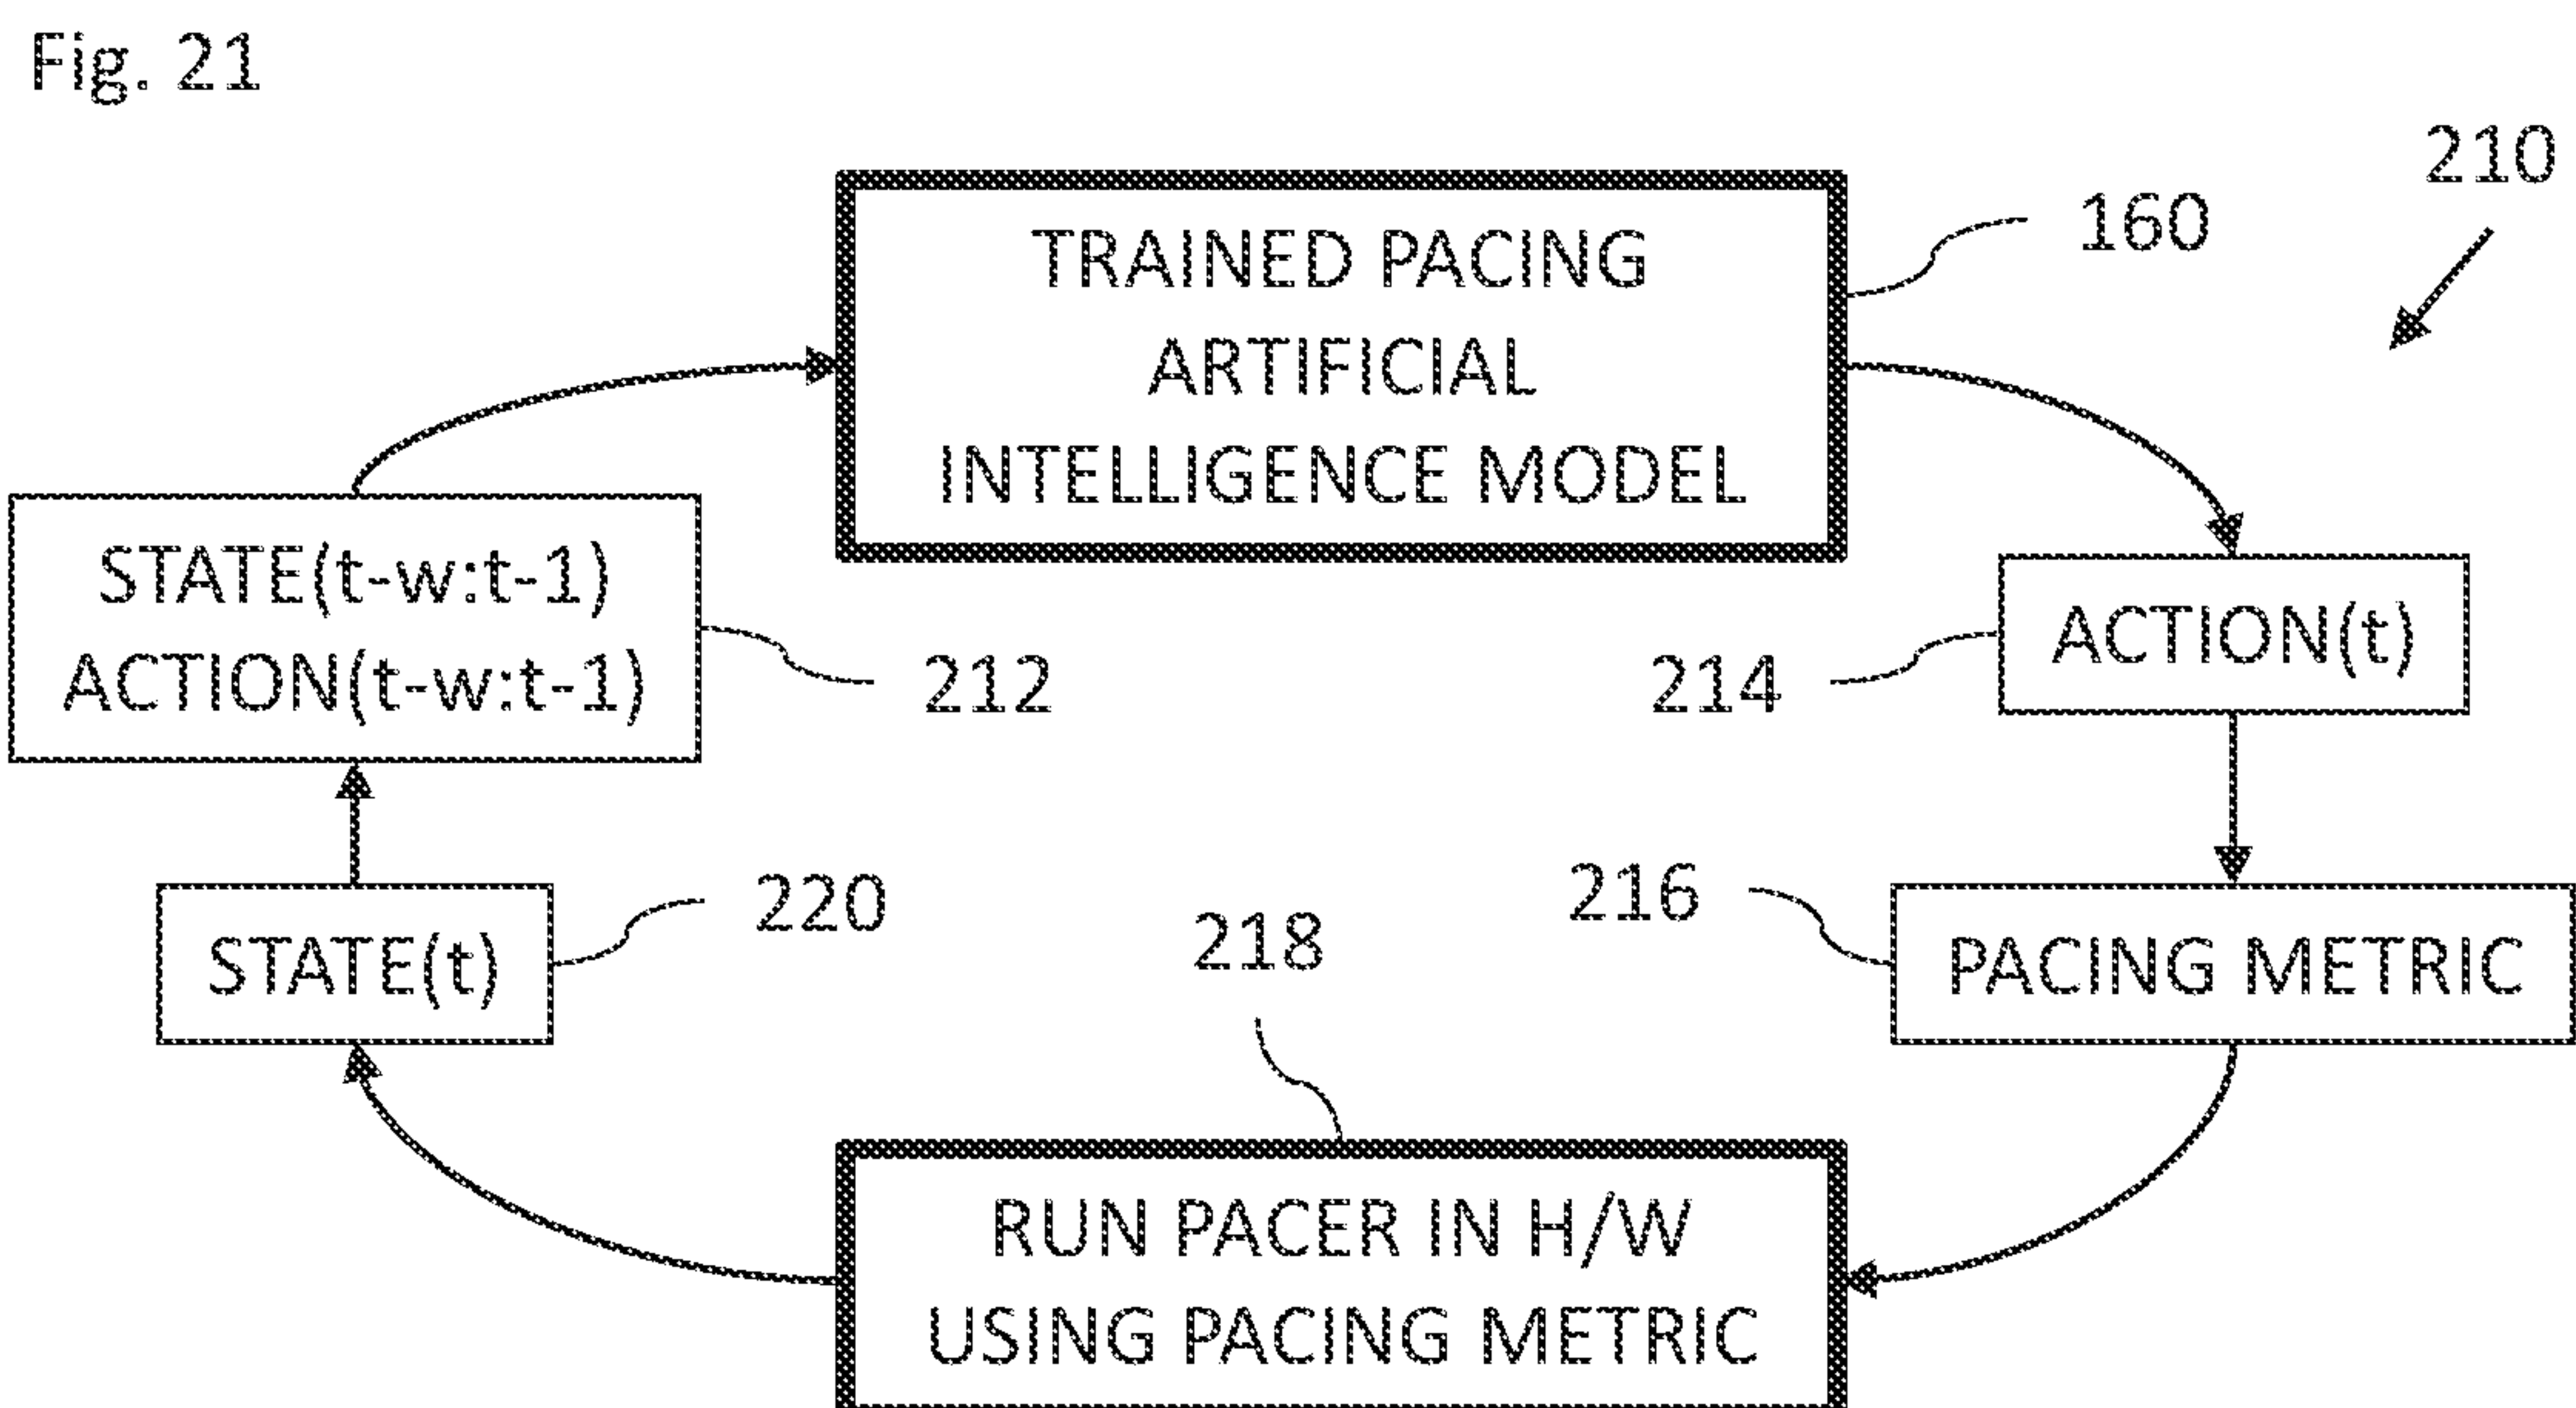 Fig. 21
210
160
TRAINED PACING
ARTIFICIAL
INTELLIGENCE MODEL
STATE(t-w:t-1)
ACTION(t-w:t-1)
212
214
ACTION(t)
220
STATE(t)
218
216
PACING METRIC
RUN PACER IN H/W
USING PACING METRIC